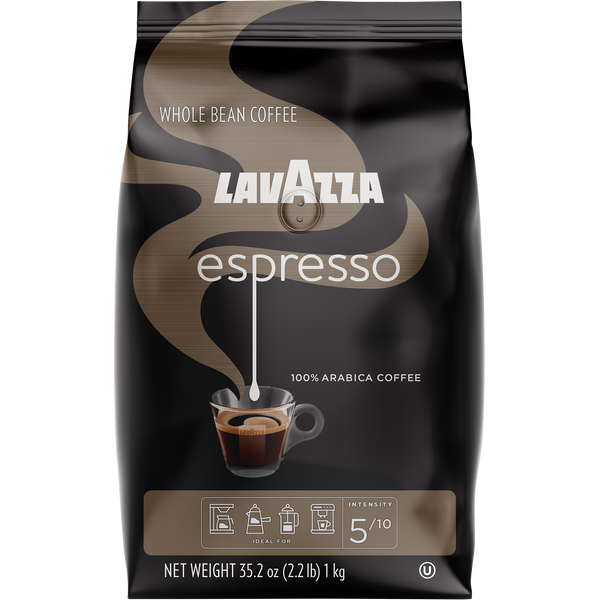 WHOLE BEAN COFFEE
LAVAZZA
espresso
100% ARABICA COFFEE
LAVAZZA
INTENSITY
5/10
IDEAL FOR
NET WEIGHT 35.2 oz (2.2 lb) 1 kg
U